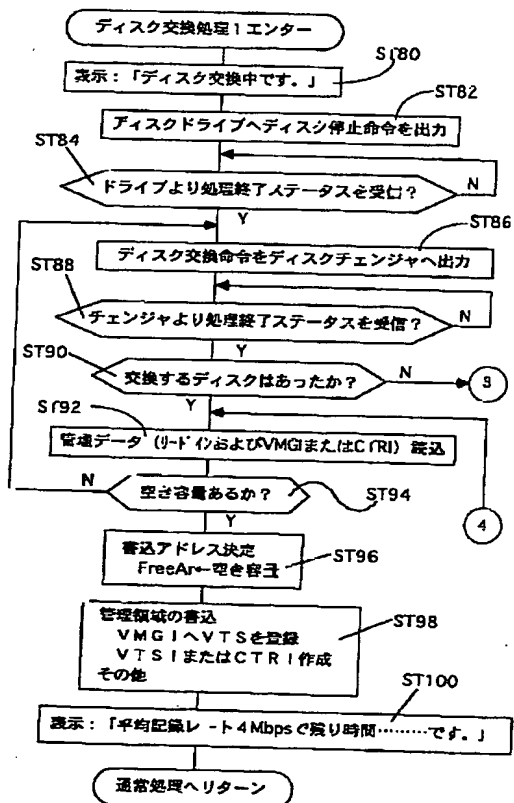 ディスク交換処理1エンター
ST80
表示：「ディスク交換中です。」
ST82
ディスクドライブへディスク停止命令を出力
ST84
ドライブより処理終了ステータスを受信？
N
Y
ST86
ディスク交換命令をディスクチェンジャへ出力
ST88
チェンジャより処理終了ステータスを受信？
N
Y
ST90
交換するディスクはあったか？
N
3
Y
ST92
管理データ（リードインおよびVMGIまたはCTRI）読込
N
空き容量あるか？
ST94
Y
4
書込アドレス決定
FreeAr←空き容量
ST96
管理領域の書込
VMGIへVTSを登録
VTSIまたはCTRI作成
その他
ST98
ST100
表示：「平均記録レート4Mbpsで残り時間………です。」
通常処理へリターン